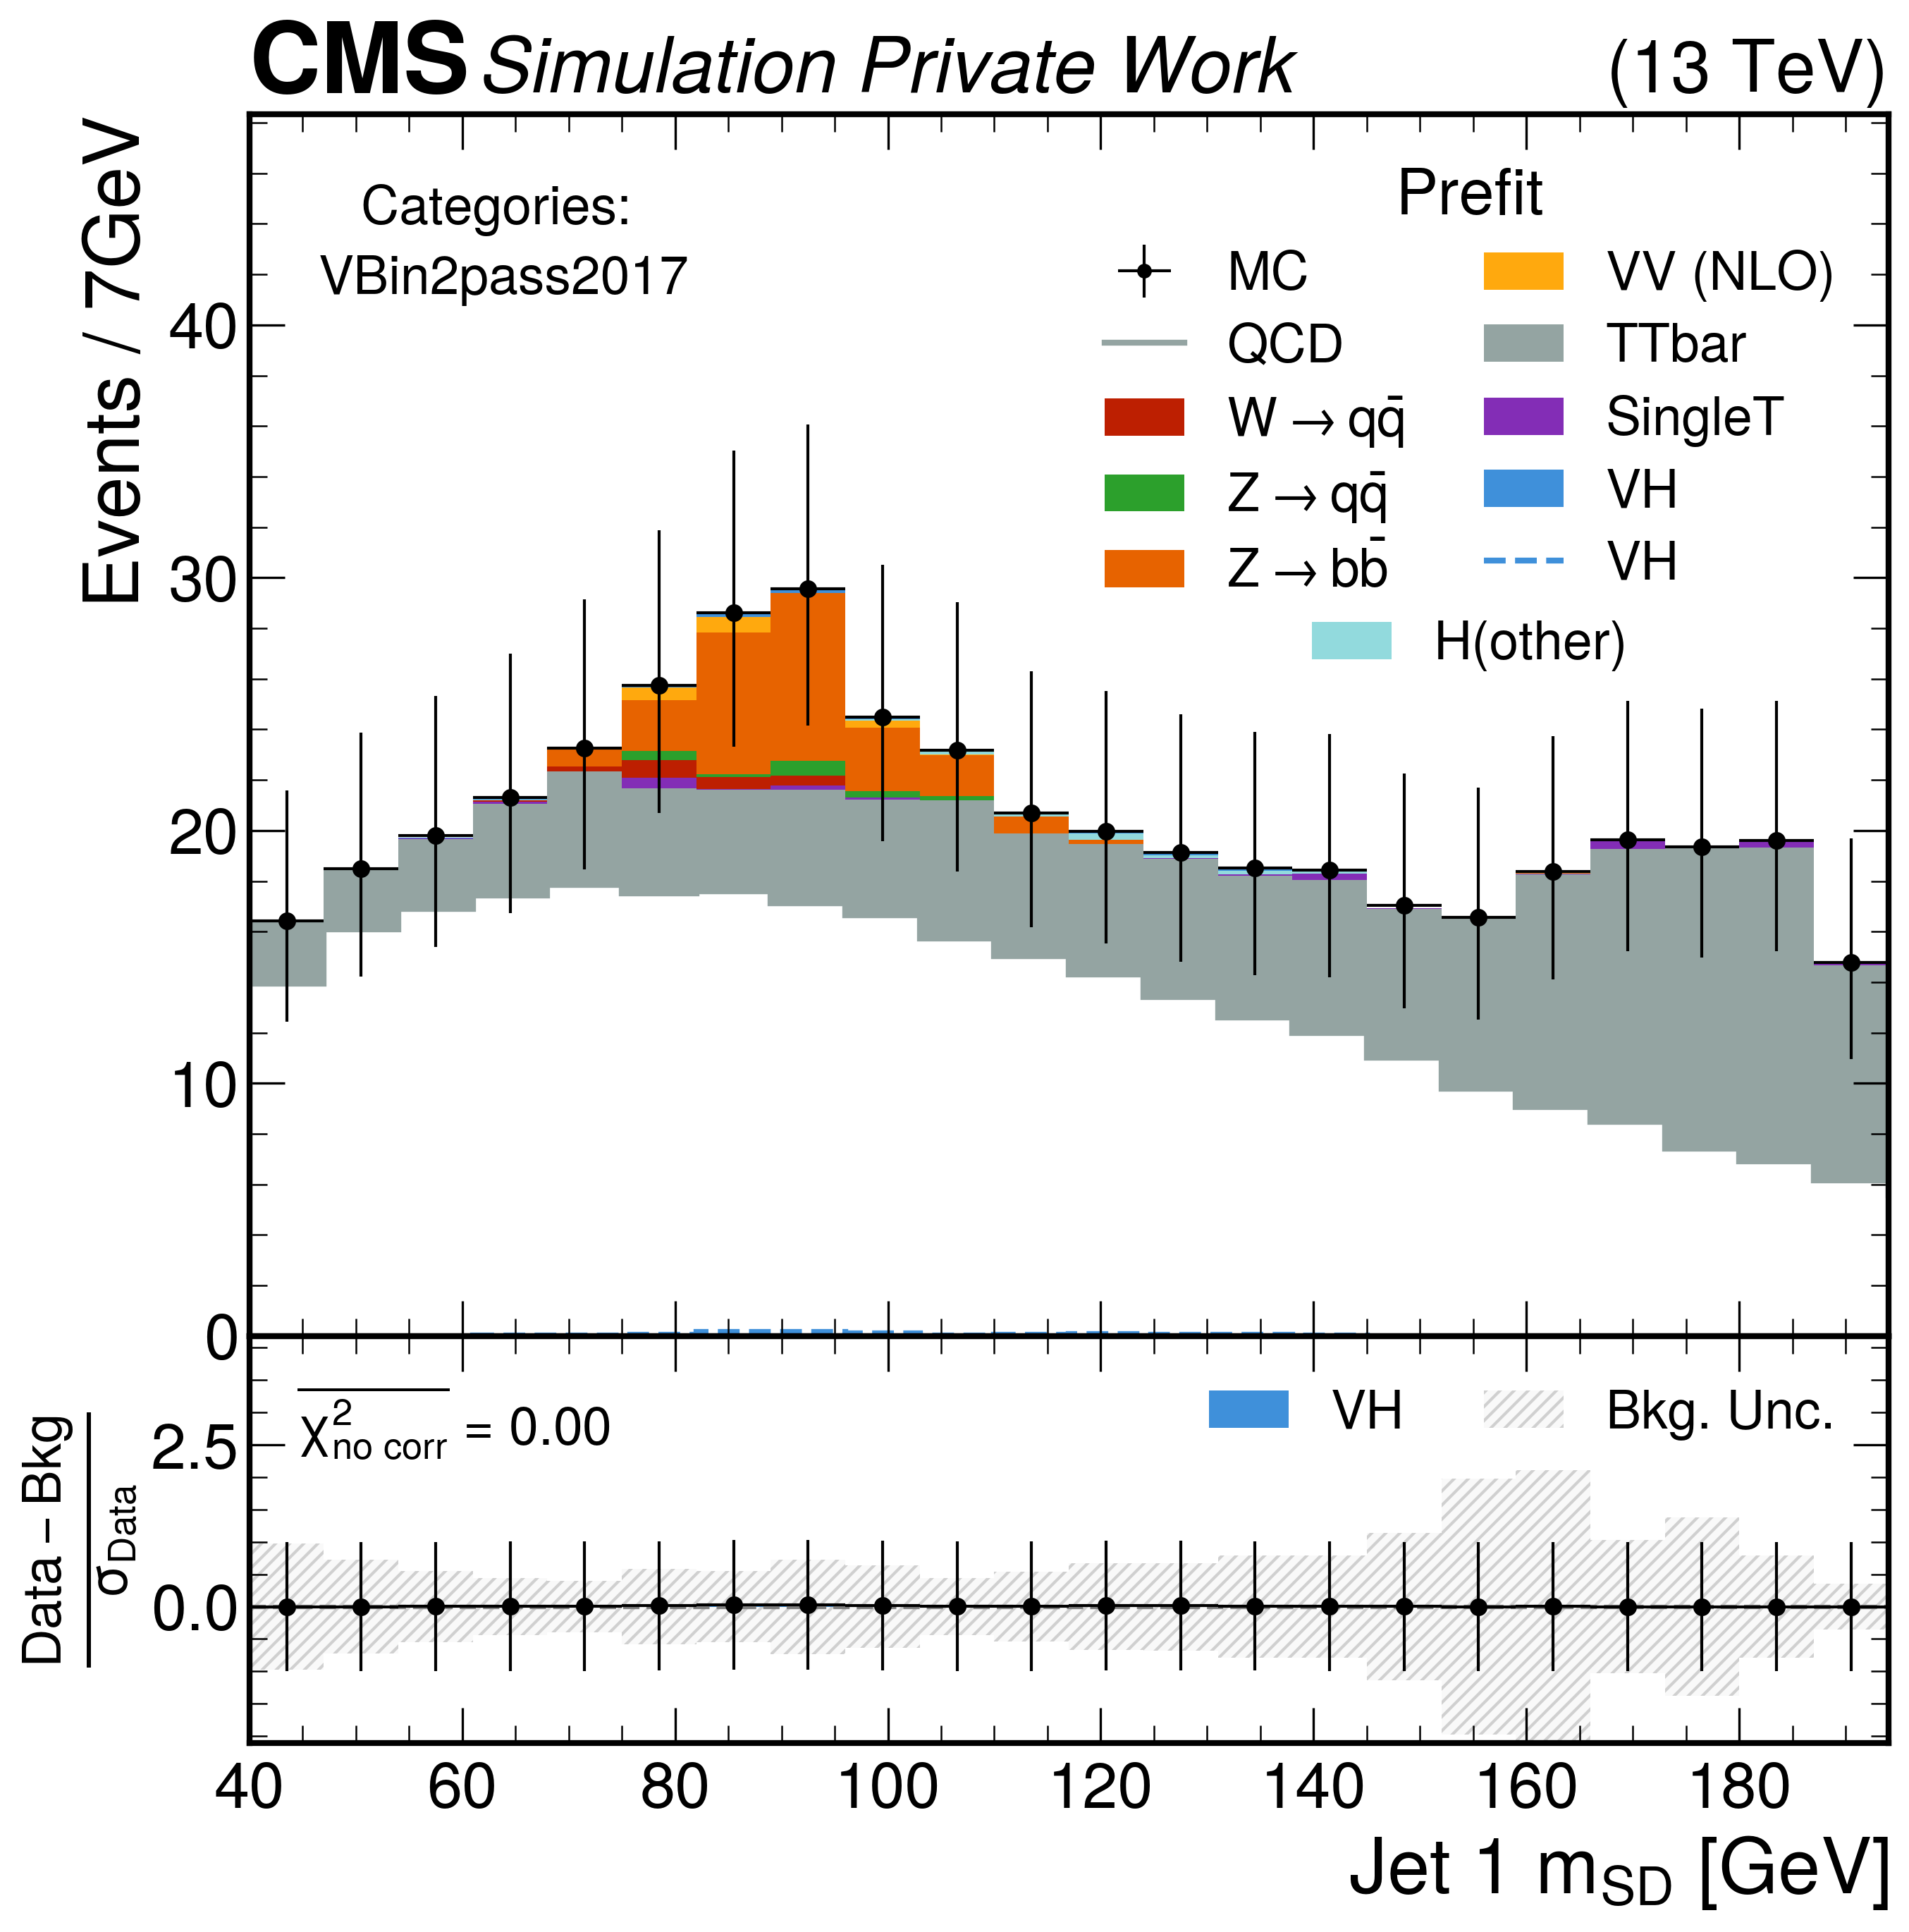 CMS Simulation Private Work (13 TeV)
Events / 7GeV
Categories:
VBin2pass2017
Prefit
MC
QCD
W → qq̄
Z → qq̄
Z → bb̄
VV (NLO)
TTbar
SingleT
VH
VH
H(other)
40
30
20
10
0
Data − Bkg
σData
2.5
0.0
χ²no corr = 0.00
VH
Bkg. Unc.
40 60 80 100 120 140 160 180
Jet 1 mSD [GeV]